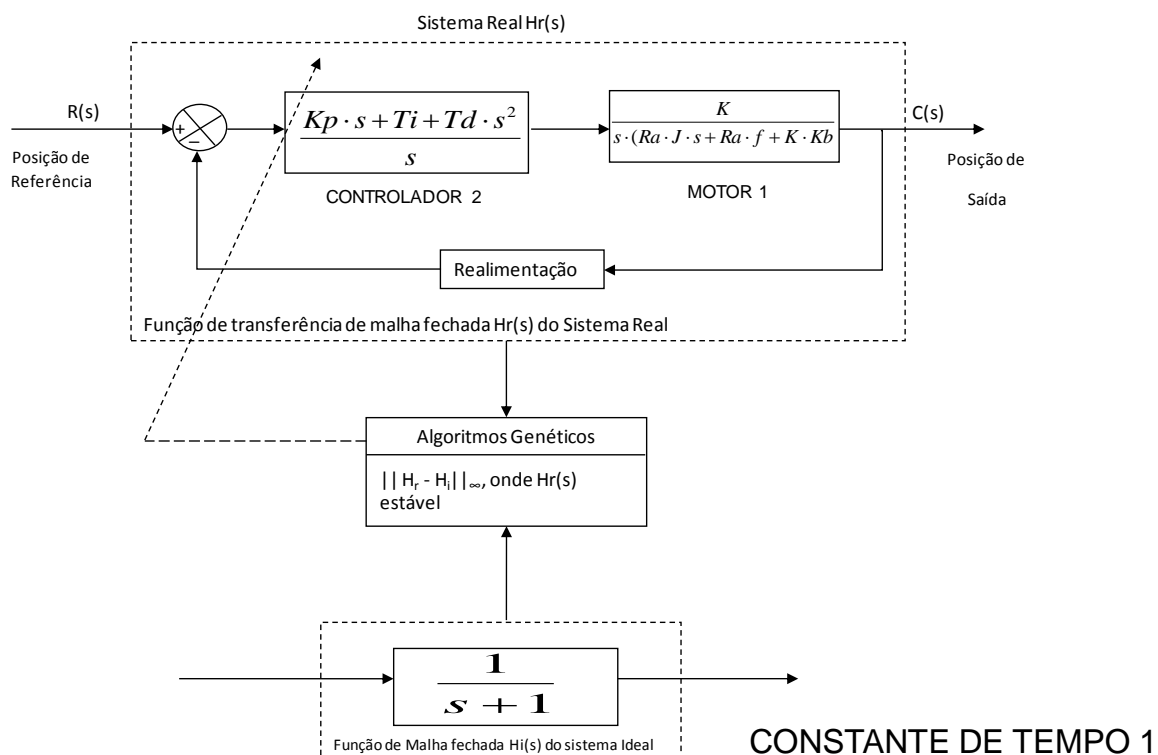 Sistema Real Hr(s)
R(s)
+
−
Kp · s + Ti + Td · s²
s
K
s · (Ra · J · s + Ra · f + K · Kb
C(s)
Posição de
Referência
CONTROLADOR 2
MOTOR 1
Posição de
Saída
Realimentação
Função de transferência de malha fechada Hr(s) do Sistema Real
Algoritmos Genéticos
|| Hᵣ - Hᵢ||∞, onde Hr(s)
estável
1
s + 1
Função de Malha fechada Hi(s) do sistema Ideal
CONSTANTE DE TEMPO 1